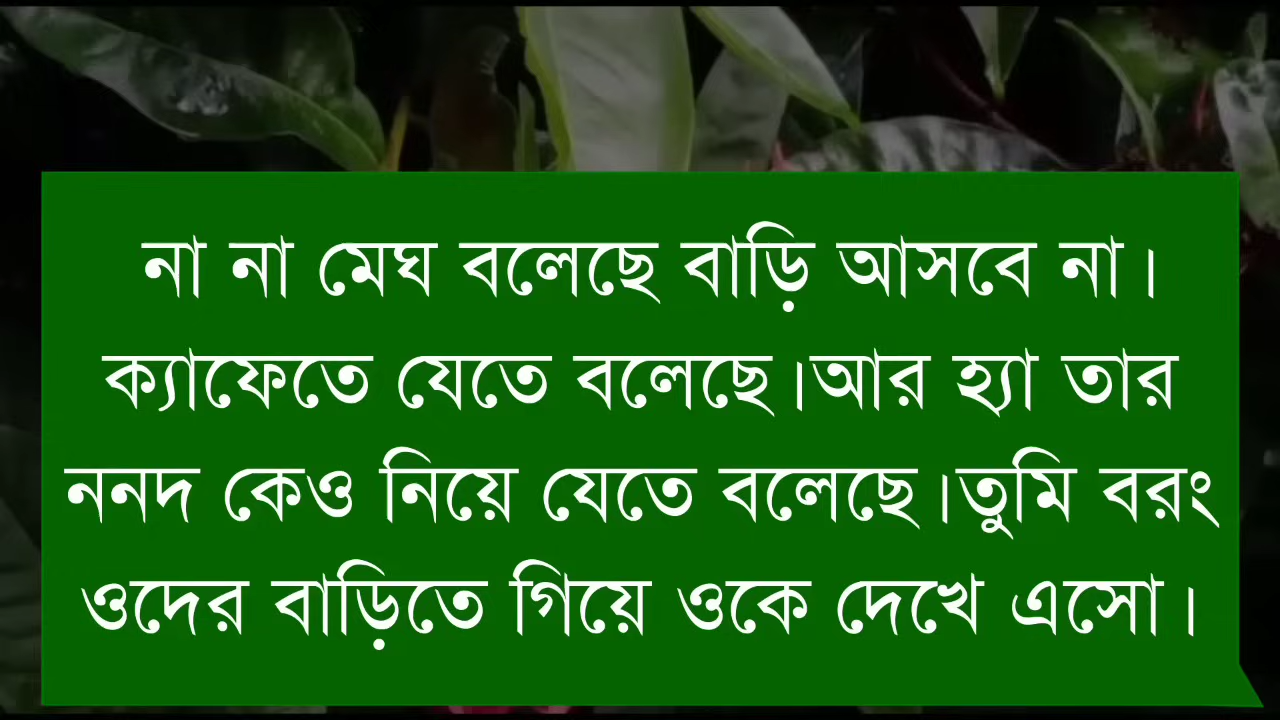 না না মেঘ বলেছে বাড়ি আসবে না।
ক্যাফেতে যেতে বলেছে।আর হ্যা তার
ননদ কেও নিয়ে যেতে বলেছে।তুমি বরং
ওদের বাড়িতে গিয়ে ওকে দেখে এসো।